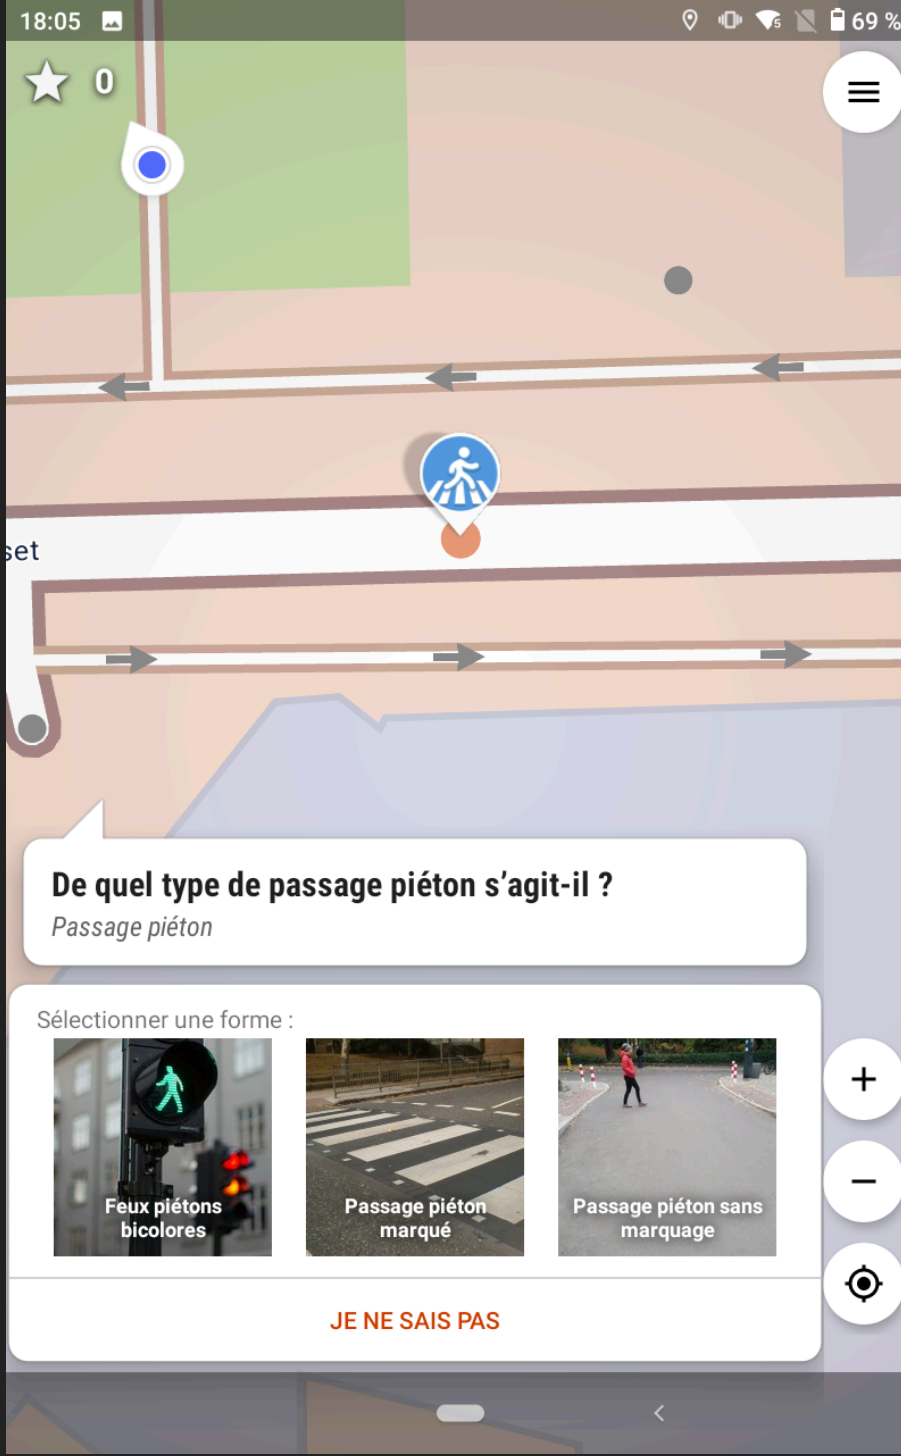 18:05
5
69 %
0
set
De quel type de passage piéton s’agit-il ?
Passage piéton
Sélectionner une forme :
Feux piétons
bicolores
Passage piéton
marqué
Passage piéton sans
marquage
JE NE SAIS PAS